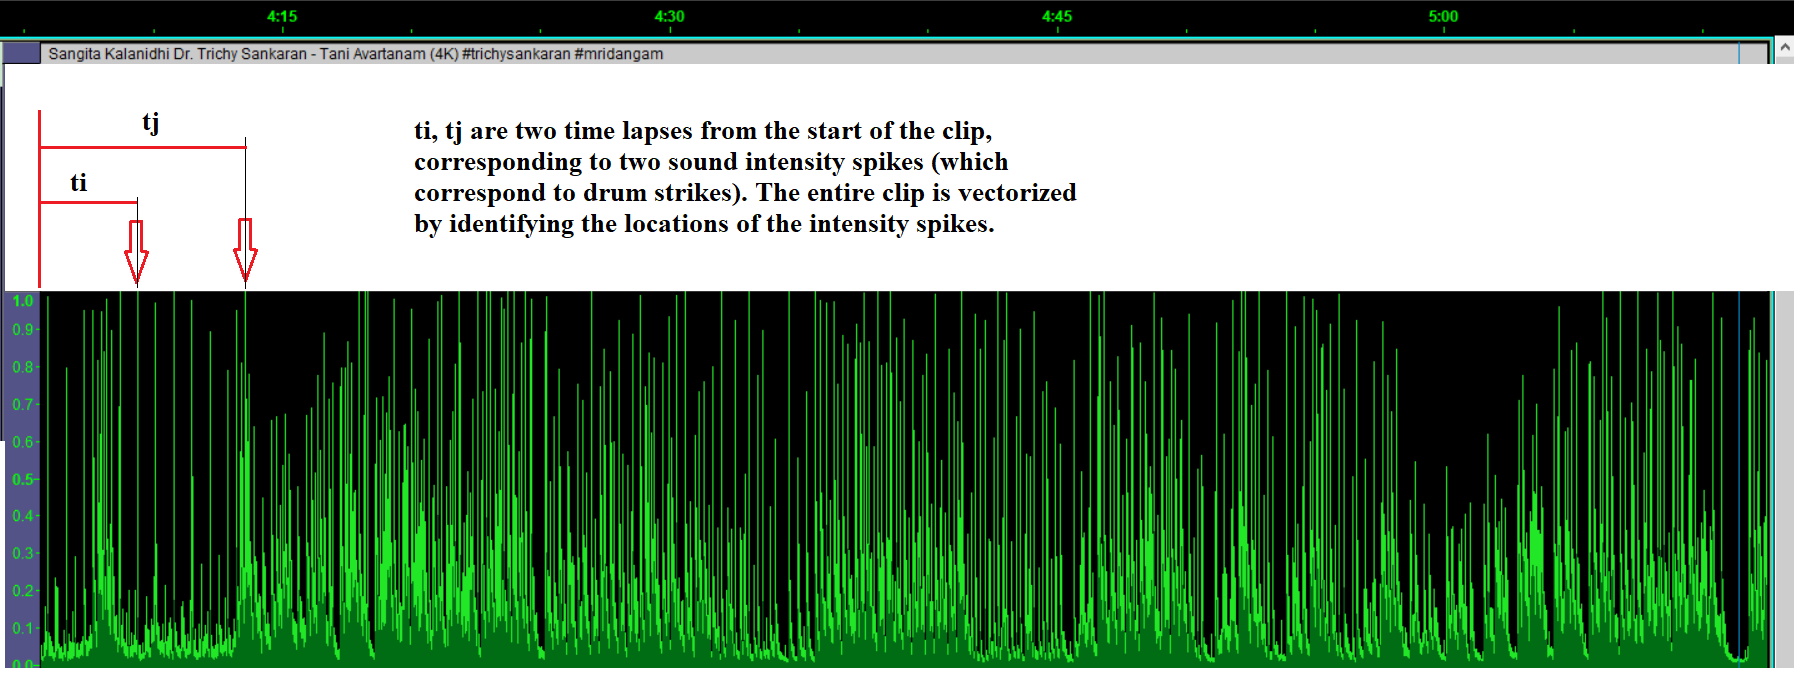 4:15 4:30 4:45 5:00
Sangita Kalanidhi Dr. Trichy Sankaran - Tani Avartanam (4K) #trichysankaran #mridangam
tj
ti
ti, tj are two time lapses from the start of the clip,
corresponding to two sound intensity spikes (which
correspond to drum strikes). The entire clip is vectorized
by identifying the locations of the intensity spikes.
1.0
0.9
0.8
0.7
0.6
0.5
0.4
0.3
0.2
0.1
0.0